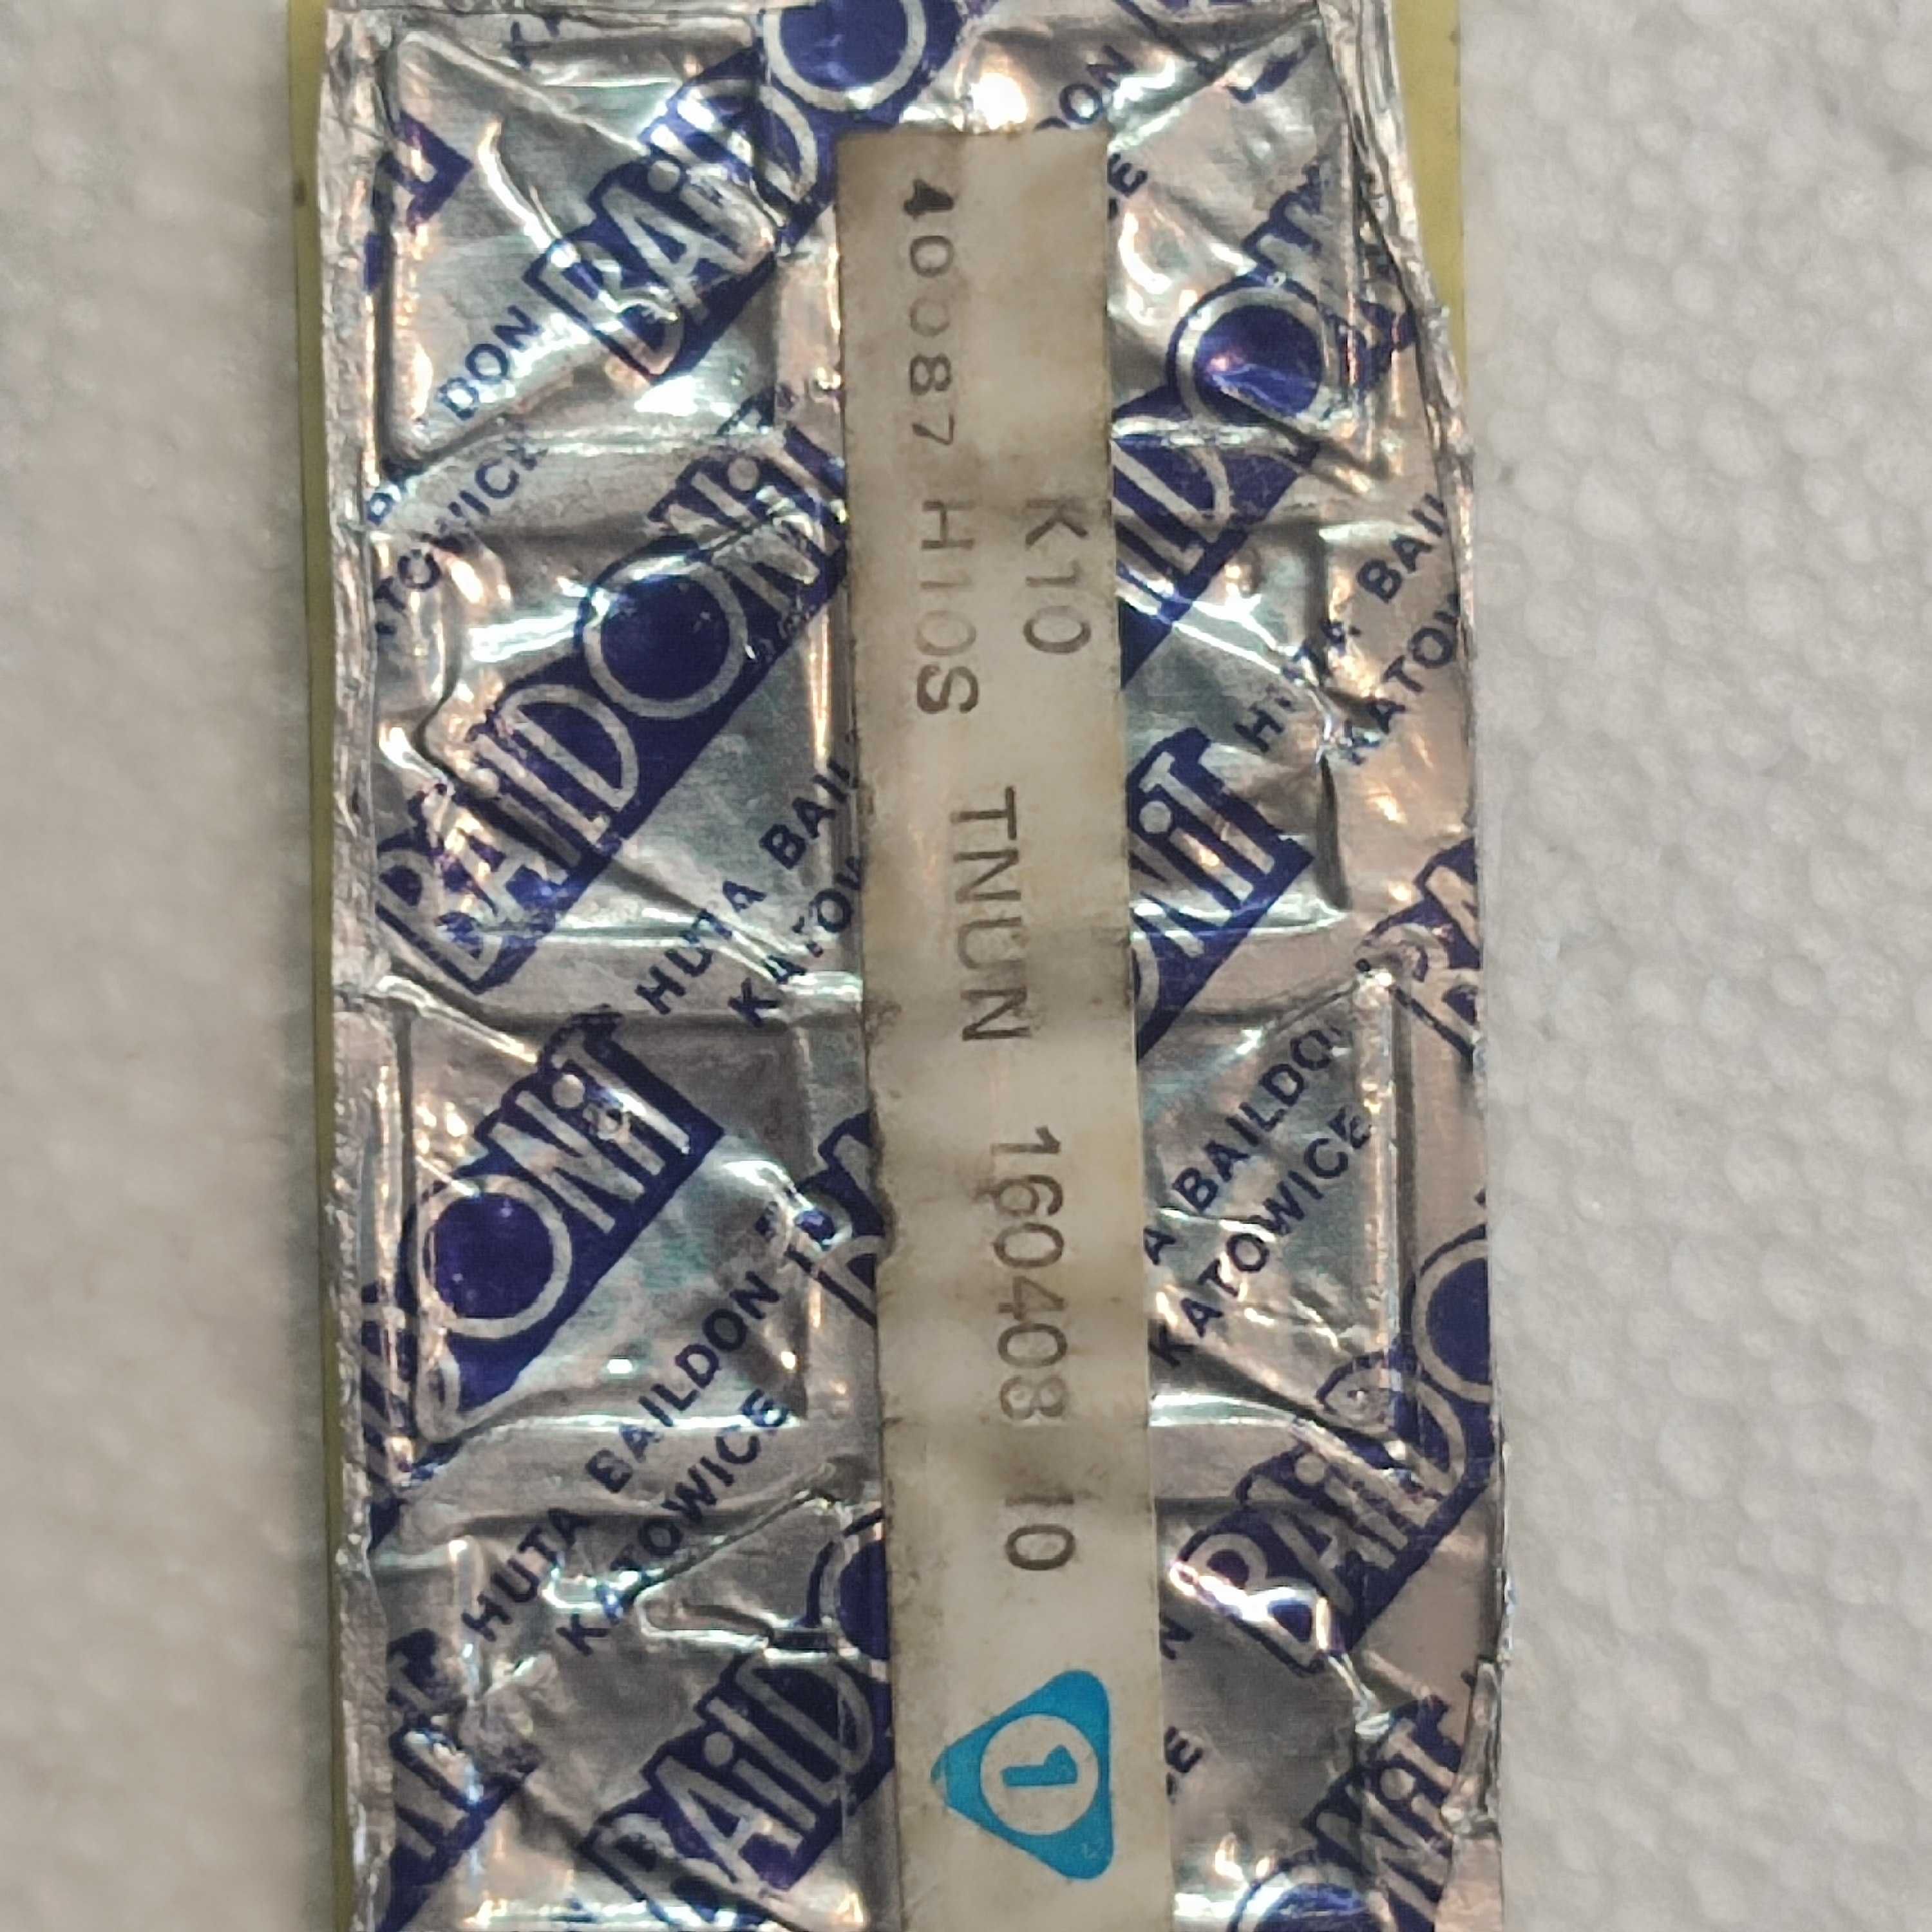 K10
40087 H10S TNUN 160408 10
1
BAiLDONiT
HUTA BAILDON
KATOWICE